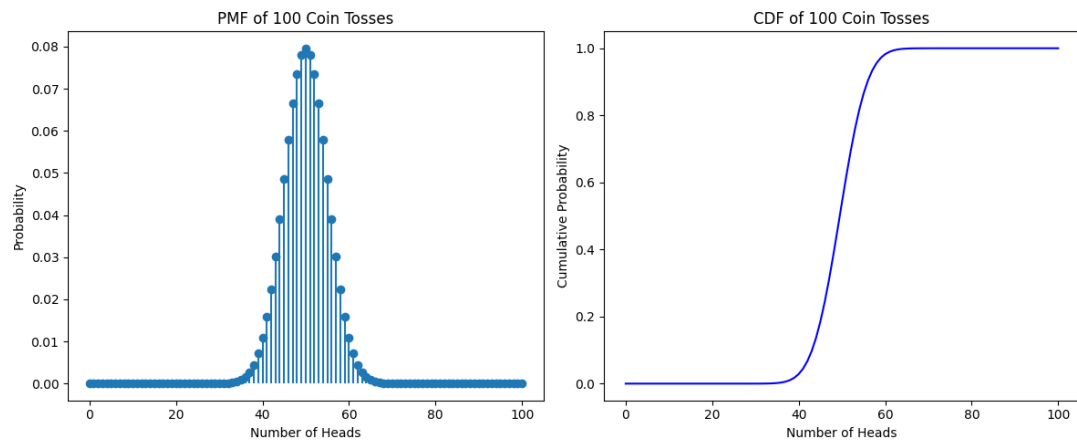 PMF of 100 Coin Tosses
Probability
0.08
0.07
0.06
0.05
0.04
0.03
0.02
0.01
0.00
0 20 40 60 80 100
Number of Heads
CDF of 100 Coin Tosses
Cumulative Probability
1.0
0.8
0.6
0.4
0.2
0.0
0 20 40 60 80 100
Number of Heads